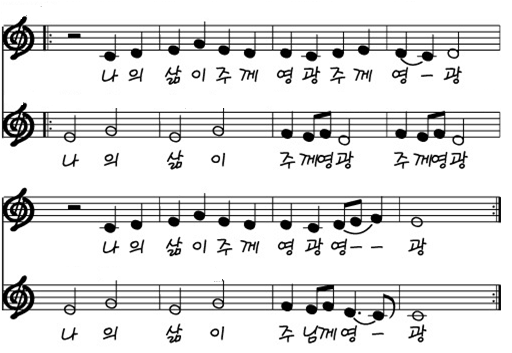 나의 삶이주께 영광주께 영-광
나의 삶이 주께영광 주께영광
나의 삶이주께 영광영-- 광
나의 삶이 주님께영- 광